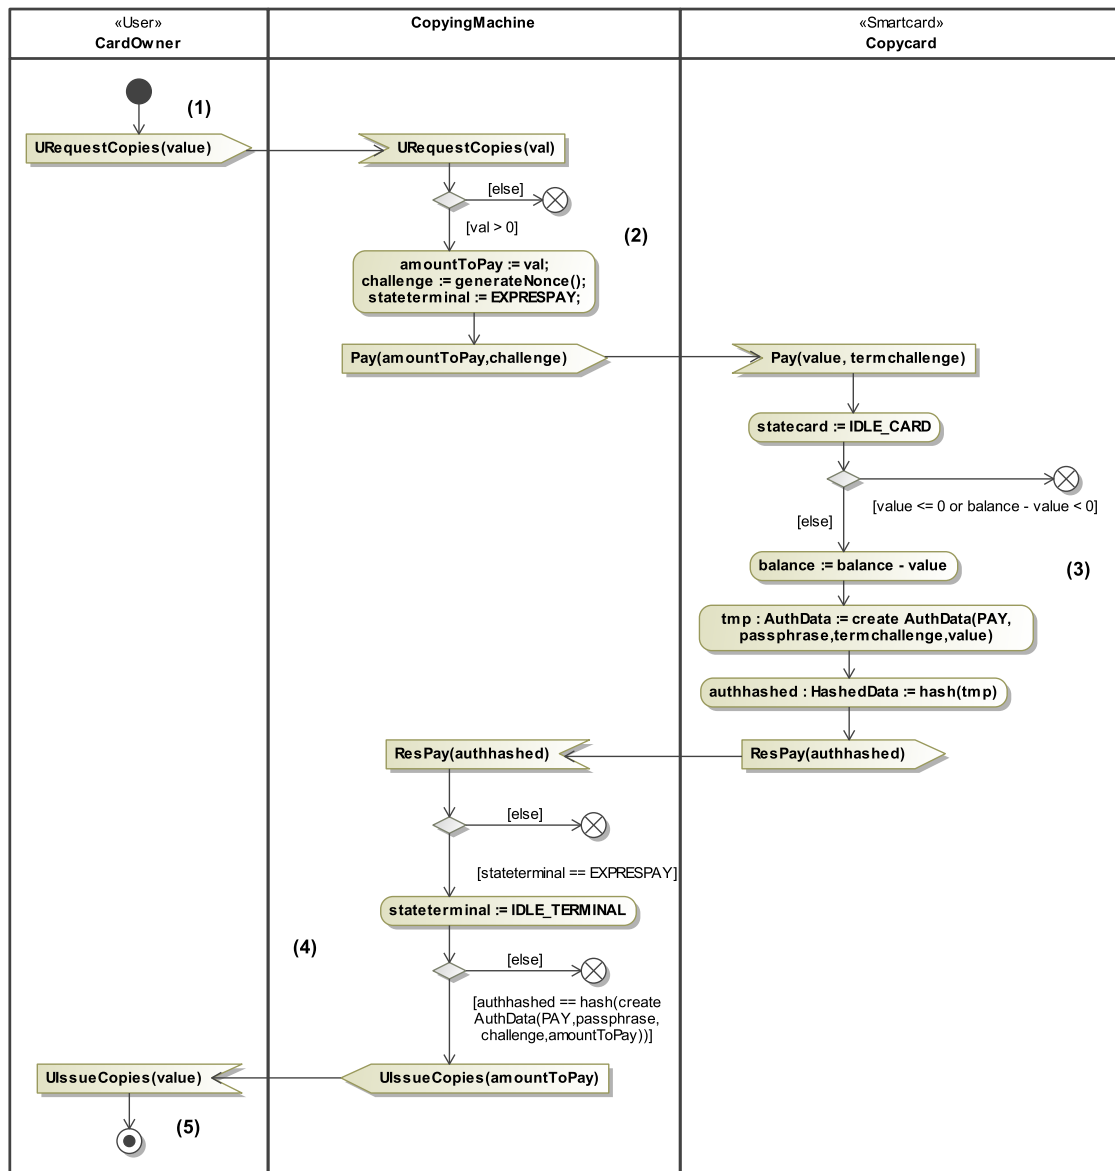 «User»
CardOwner
CopyingMachine
«Smartcard»
Copycard
(1)
URequestCopies(value)
URequestCopies(val)
[else]
[val > 0]
(2)
amountToPay := val;
challenge := generateNonce();
stateterminal := EXPRESPAY;
Pay(amountToPay,challenge)
Pay(value, termchallenge)
statecard := IDLE_CARD
[value <= 0 or balance - value < 0]
[else]
balance := balance - value
(3)
tmp : AuthData := create AuthData(PAY,
passphrase,termchallenge,value)
authhashed : HashedData := hash(tmp)
ResPay(authhashed)
ResPay(authhashed)
[else]
[stateterminal == EXPRESPAY]
stateterminal := IDLE_TERMINAL
(4)
[else]
[authhashed == hash(create
AuthData(PAY,passphrase,
challenge,amountToPay))]
UIssueCopies(value)
UIssueCopies(amountToPay)
(5)